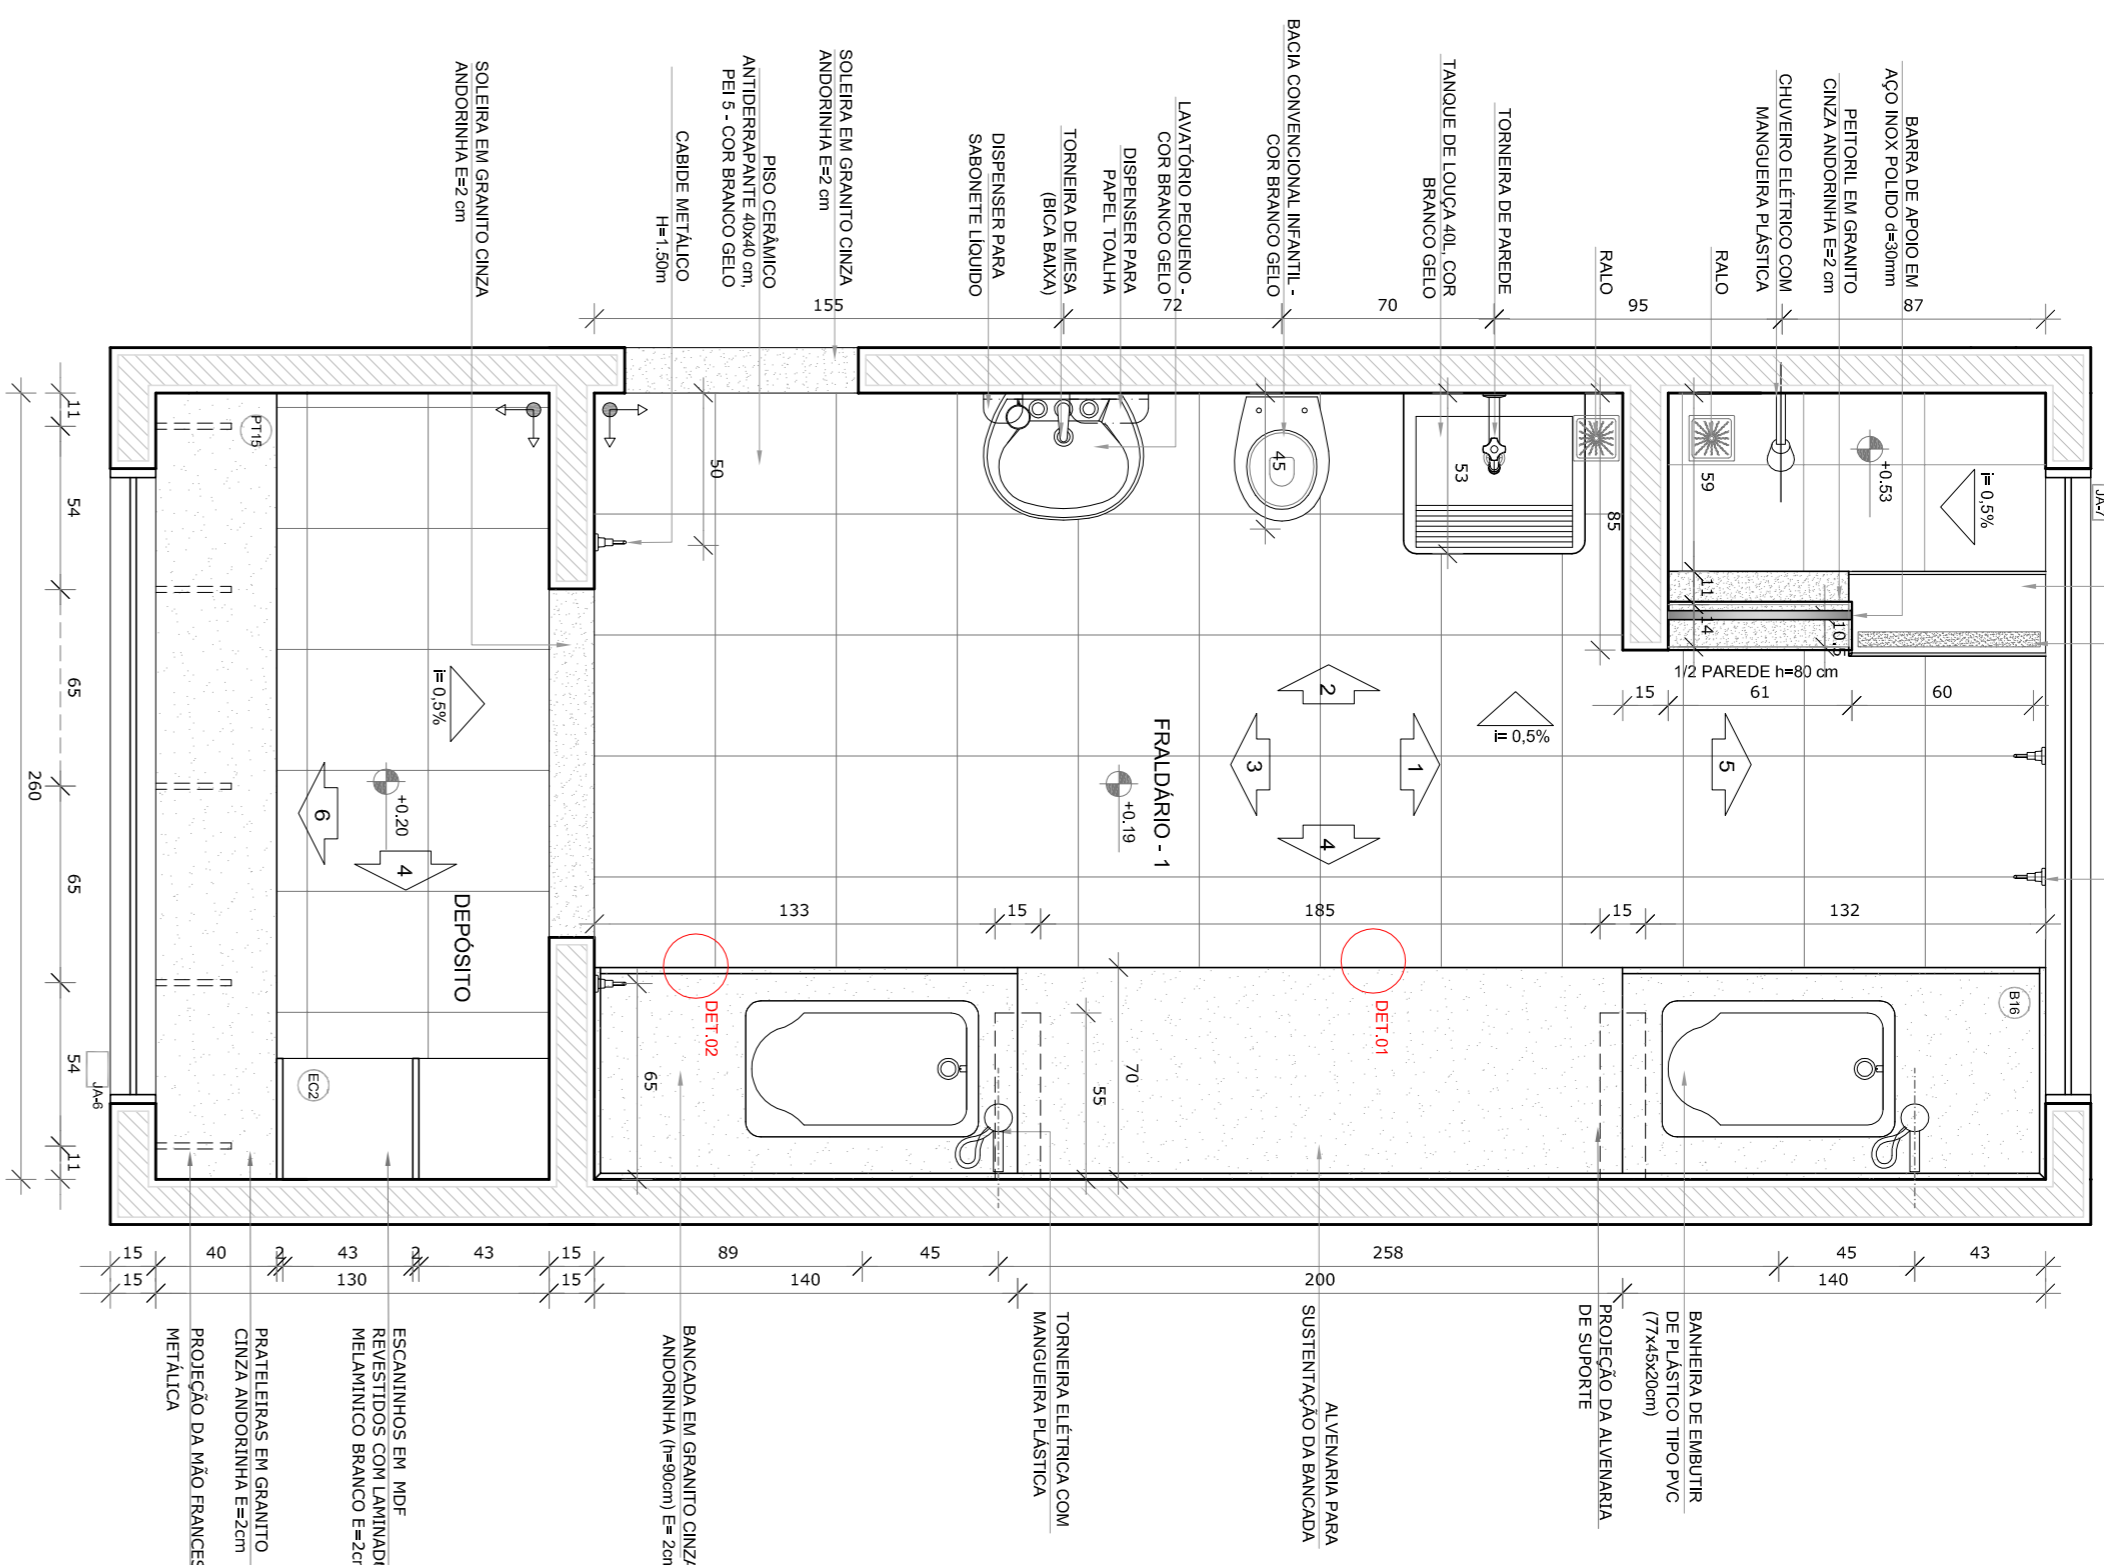 SOLEIRA EM GRANITO CINZA
ANDORINHA E=2 cm
CABIDE METÁLICO
H=1.50m
PISO CERÂMICO
ANTIDERRAPANTE 40x40 cm,
PEI 5 - COR BRANCO GELO
SOLEIRA EM GRANITO CINZA
ANDORINHA E=2 cm
DISPENSER PARA
SABONETE LÍQUIDO
TORNEIRA DE MESA
(BICA BAIXA)
DISPENSER PARA
PAPEL TOALHA
LAVATÓRIO PEQUENO -
COR BRANCO GELO
BACIA CONVENCIONAL INFANTIL -
COR BRANCO GELO
TANQUE DE LOUÇA 40L, COR
BRANCO GELO
TORNEIRA DE PAREDE
RALO
RALO
CHUVEIRO ELÉTRICO COM
MANGUEIRA PLÁSTICA
PEITORIL EM GRANITO
CINZA ANDORINHA E=2 cm
BARRA DE APOIO EM
AÇO INOX POLIDO d=30mm
155
72
70
95
87
JA-7
11
54
65
65
54
11
260
PT15
50
45
53
85
59
+0.53
i= 0,5%
11
14
10.5
1/2 PAREDE h=80 cm
15
61
60
i= 0,5%
i= 0,5%
2
3
1
4
5
6
4
FRALDÁRIO - 1
+0.19
+0.20
DEPÓSITO
133
15
185
15
132
DET.02
DET.01
B16
EC2
JA-6
65
70
55
15
40
2
43
2
43
15
89
45
258
45
43
15
130
15
140
200
140
PROJEÇÃO DA MÃO FRANCES
METÁLICA
PRATELEIRAS EM GRANITO
CINZA ANDORINHA E=2cm
ESCANINHOS EM MDF
REVESTIDOS COM LAMINADO
MELAMINICO BRANCO E=2cm
BANCADA EM GRANITO CINZA
ANDORINHA (h=90cm) E= 2cm
TORNEIRA ELÉTRICA COM
MANGUEIRA PLÁSTICA
ALVENARIA PARA
SUSTENTAÇÃO DA BANCADA
PROJEÇÃO DA ALVENARIA
DE SUPORTE
BANHEIRA DE EMBUTIR
DE PLÁSTICO TIPO PVC
(77x45x20cm)